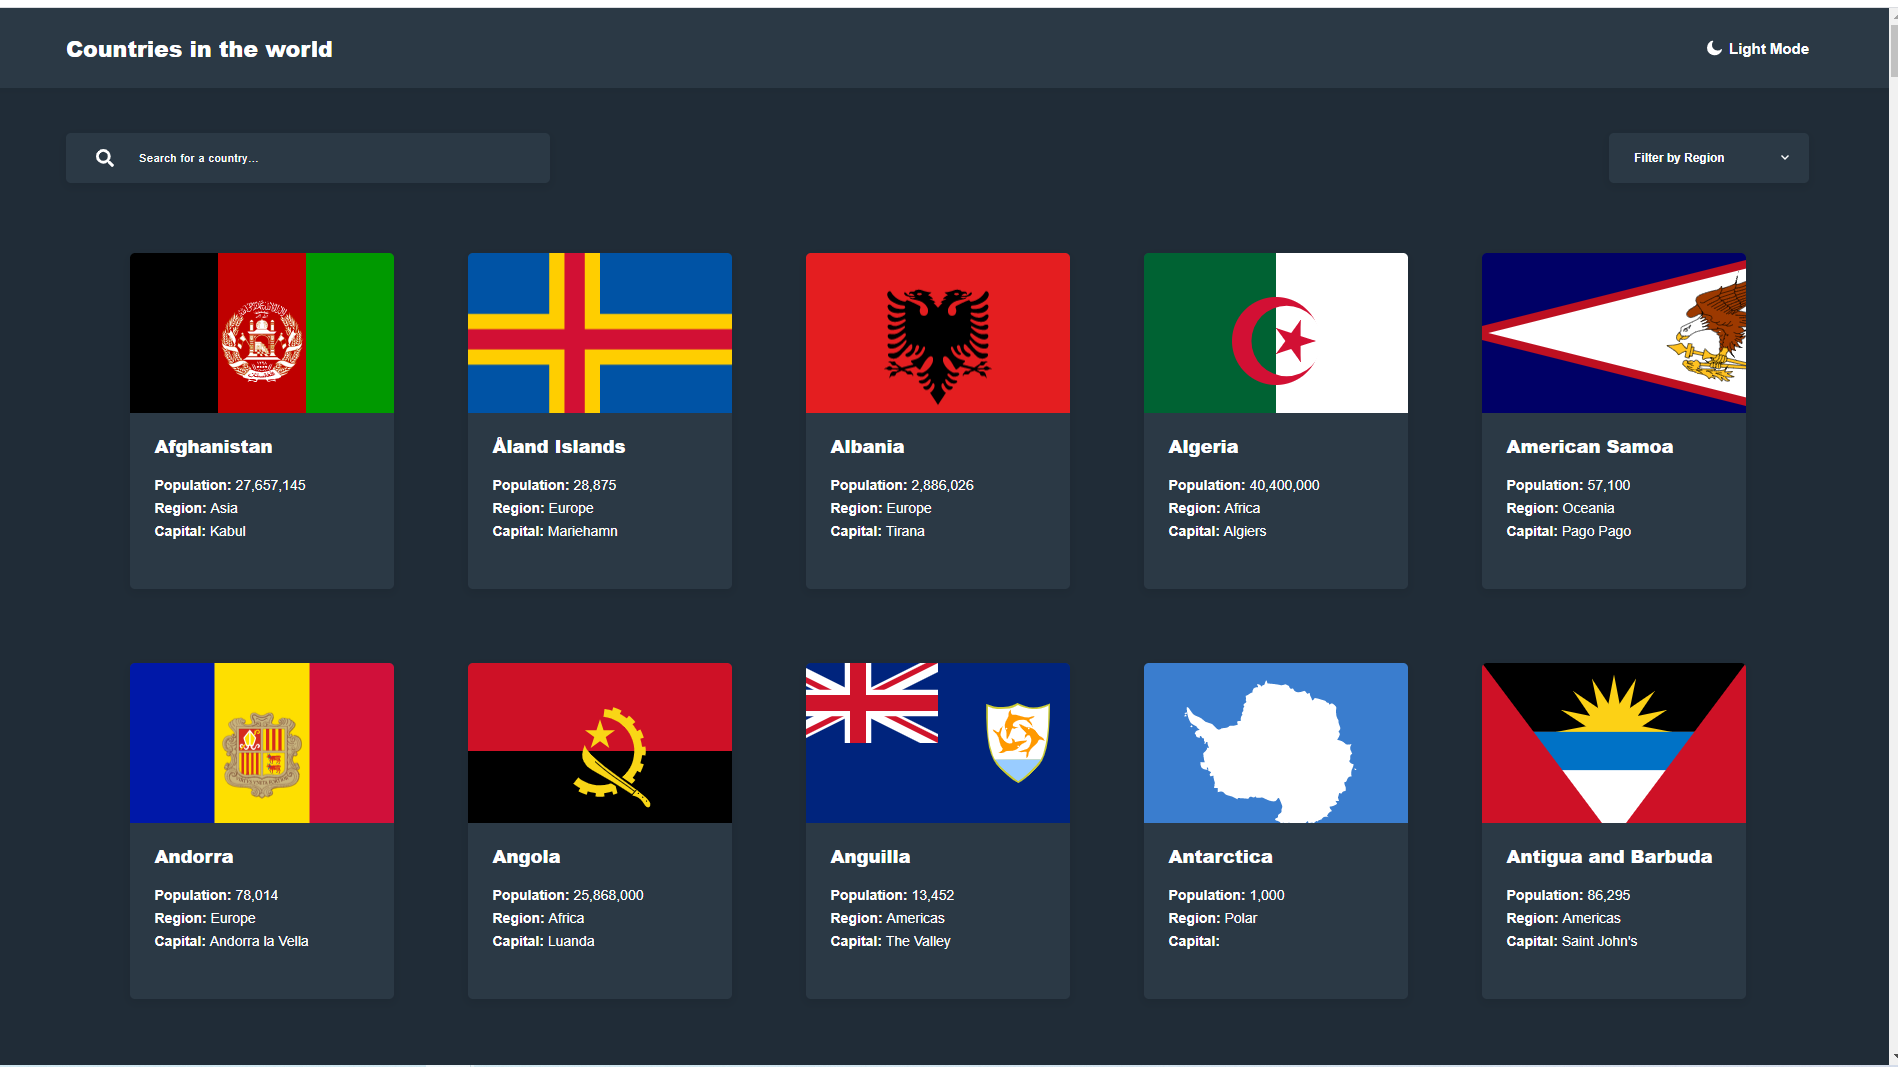 Countries in the world
Light Mode
Search for a country...
Filter by Region
Afghanistan
Population: 27,657,145
Region: Asia
Capital: Kabul
Åland Islands
Population: 28,875
Region: Europe
Capital: Mariehamn
Albania
Population: 2,886,026
Region: Europe
Capital: Tirana
Algeria
Population: 40,400,000
Region: Africa
Capital: Algiers
American Samoa
Population: 57,100
Region: Oceania
Capital: Pago Pago
Andorra
Population: 78,014
Region: Europe
Capital: Andorra la Vella
Angola
Population: 25,868,000
Region: Africa
Capital: Luanda
Anguilla
Population: 13,452
Region: Americas
Capital: The Valley
Antarctica
Population: 1,000
Region: Polar
Capital:
Antigua and Barbuda
Population: 86,295
Region: Americas
Capital: Saint John's